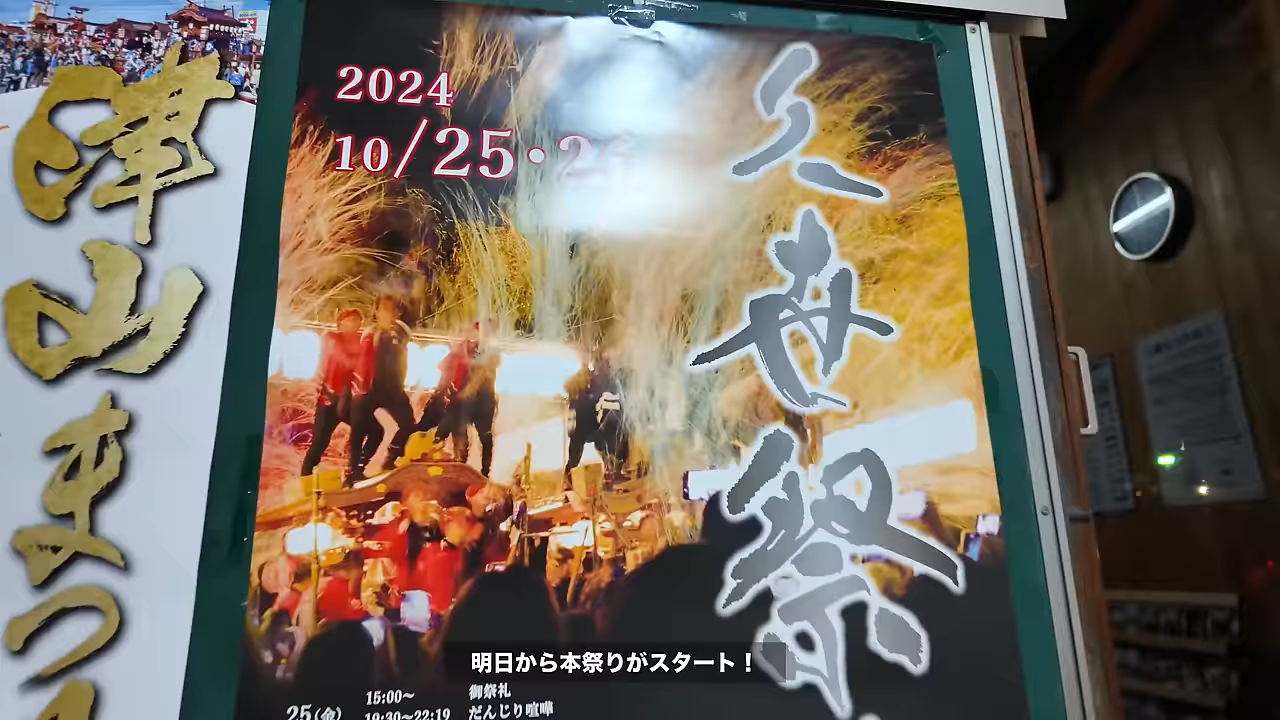 津山まつ
2024
10/25・26
久世祭
明日から本祭りがスタート！
25(金)
15:00～ 御祭礼
19:30～22:19 だんじり喧嘩